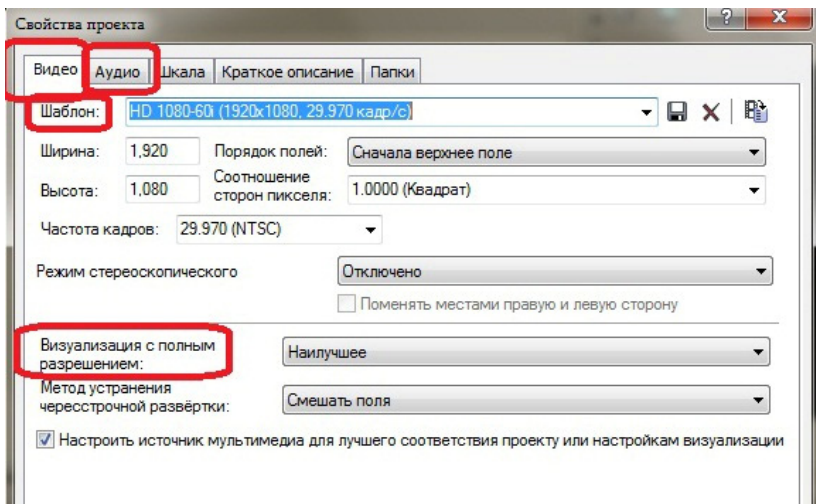 Свойства проекта
?
X
Видео Аудио Шкала Краткое описание Папки
Шаблон: HD 1080-60i (1920x1080, 29.970 кадр/с)
Ширина: 1,920 Порядок полей: Сначала верхнее поле
Высота: 1,080 Соотношение сторон пикселя: 1.0000 (Квадрат)
Частота кадров: 29.970 (NTSC)
Режим стереоскопического Отключено
Поменять местами правую и левую сторону
Визуализация с полным
разрешением: Наилучшее
Метод устранения
чересстрочной развёртки: Смешать поля
Настроить источник мультимедиа для лучшего соответствия проекту или настройкам визуализации